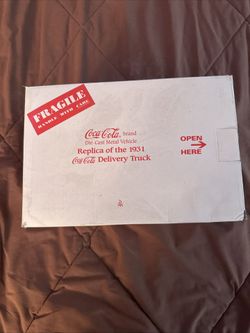 FRAGILE
HANDLE WITH CARE
Coca-Cola brand
Die Cast Metal Vehicle
Replica of the 1931
Coca-Cola Delivery Truck
OPEN
HERE